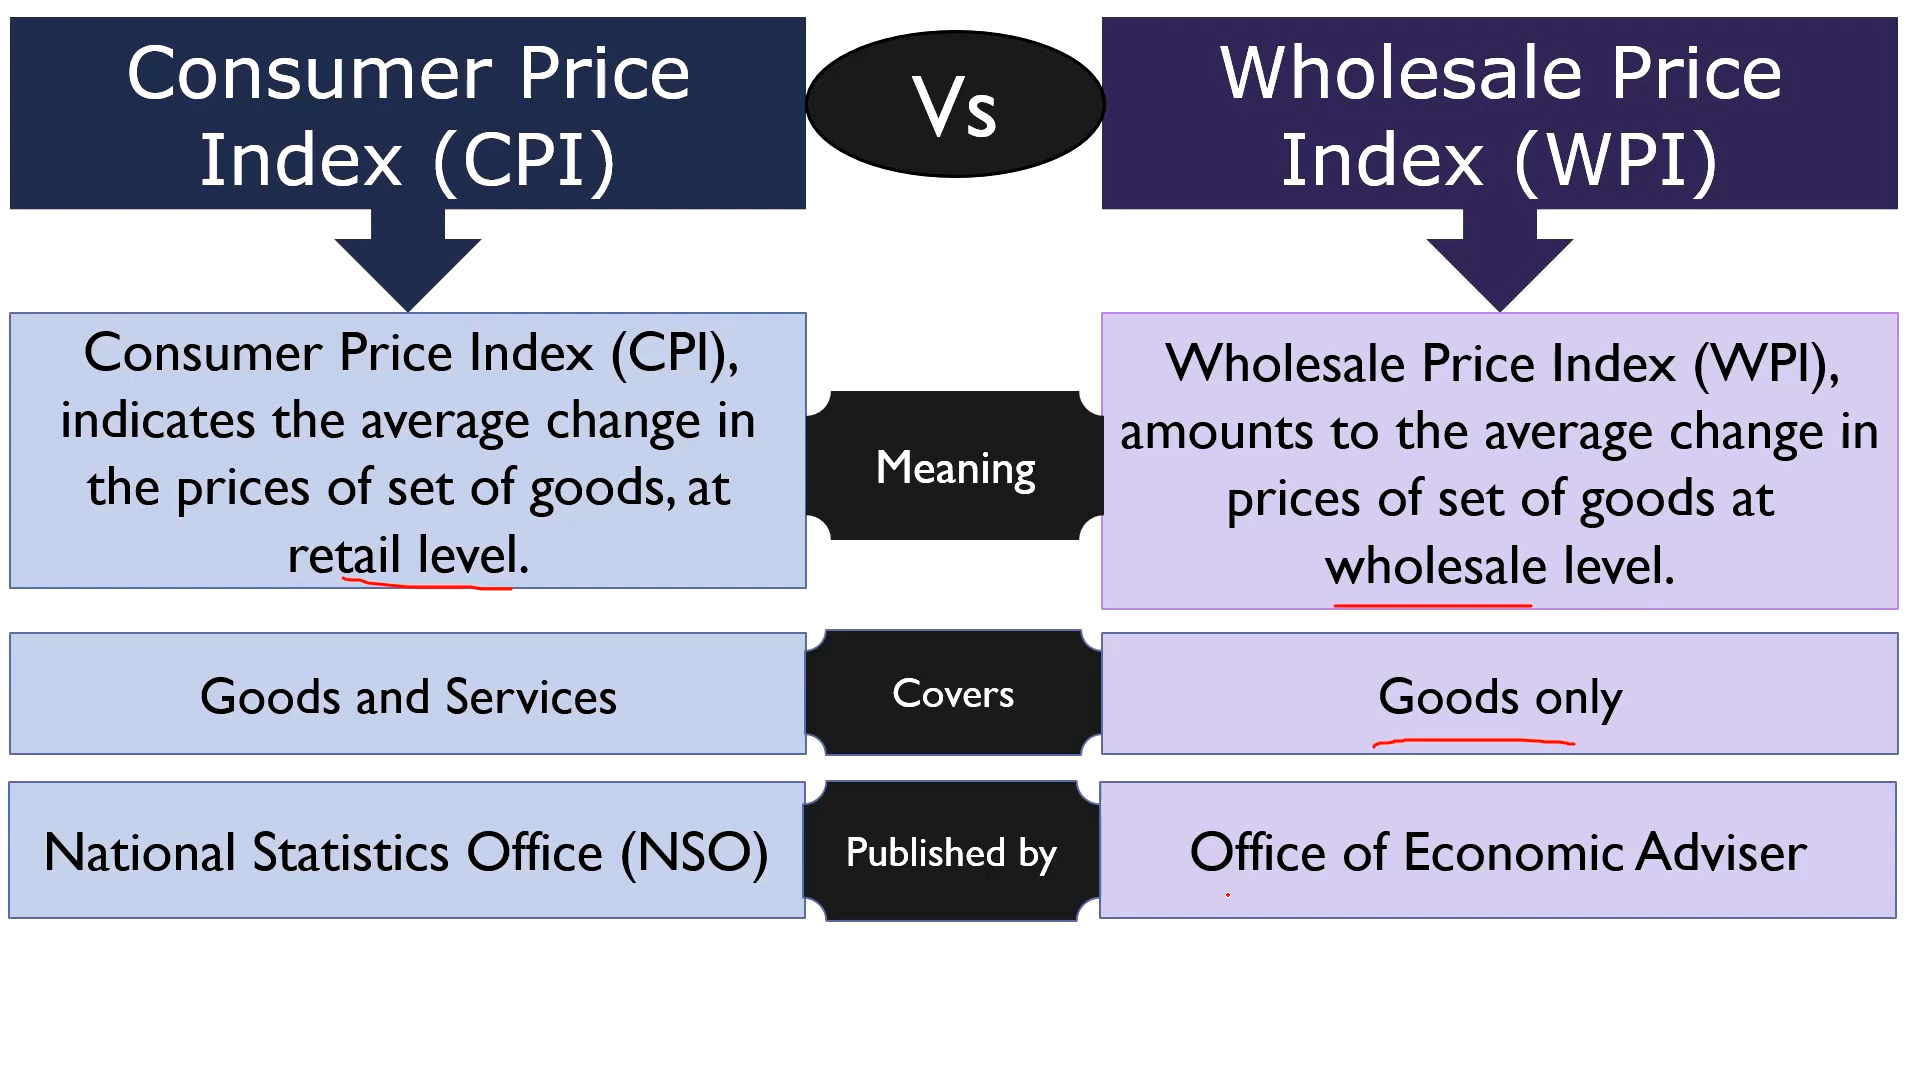 Consumer Price
Index (CPI)
Vs
Wholesale Price
Index (WPI)
Consumer Price Index (CPI),
indicates the average change in
the prices of set of goods, at
retail level.
Meaning
Wholesale Price Index (WPI),
amounts to the average change in
prices of set of goods at
wholesale level.
Goods and Services
Covers
Goods only
National Statistics Office (NSO)
Published by
Office of Economic Adviser